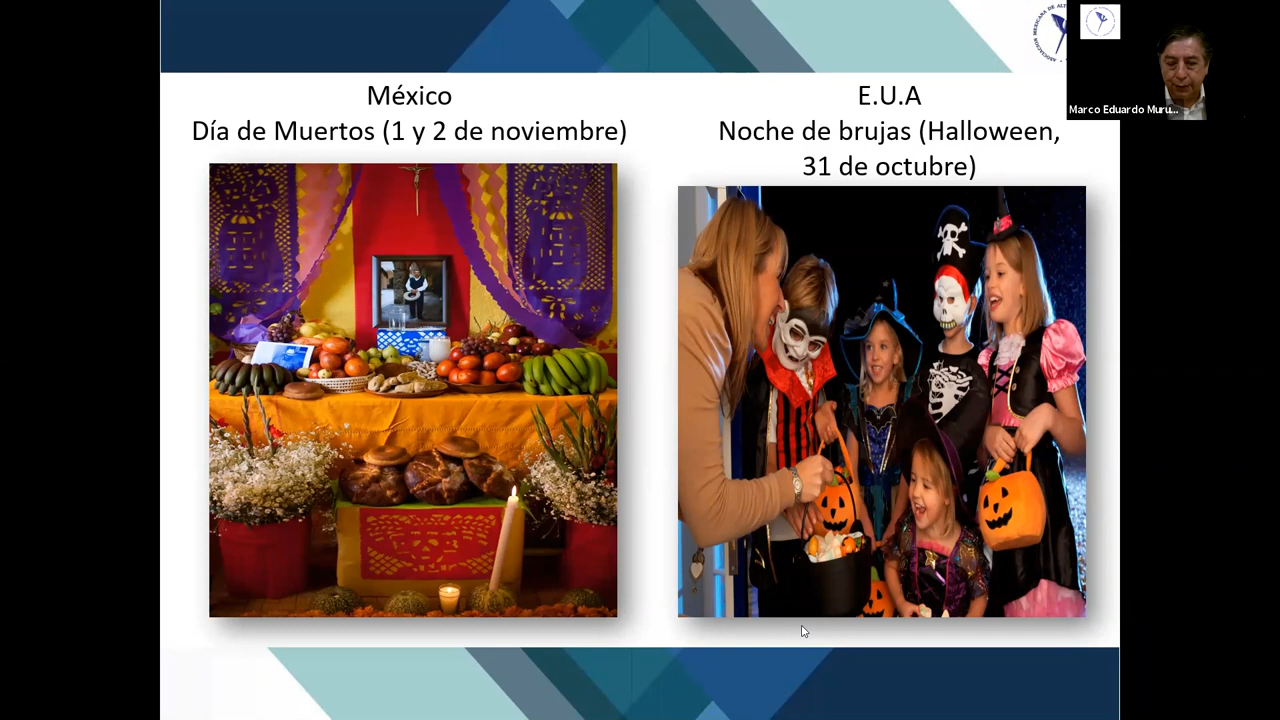 México
Día de Muertos (1 y 2 de noviembre)
E.U.A
Noche de brujas (Halloween,
31 de octubre)
Marco Eduardo Muru...